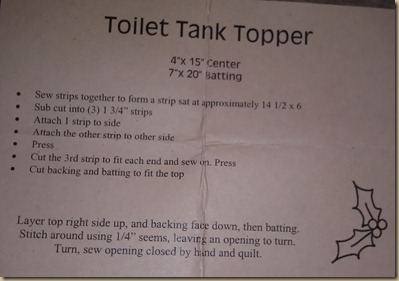 Toilet Tank Topper
4"x 15" Center
7"x 20" Batting
• Sew strips together to form a strip sat at approximately 14 1/2 x 6
• Sub cut into (3) 1 3/4" strips
• Attach 1 strip to side
• Attach the other strip to other side
• Press
• Cut the 3rd strip to fit each end and sew on. Press
• Cut backing and batting to fit the top
Layer top right side up, and backing face down, then batting.
Stitch around using 1/4" seems, leaving an opening to turn.
Turn, sew opening closed by hand and quilt.